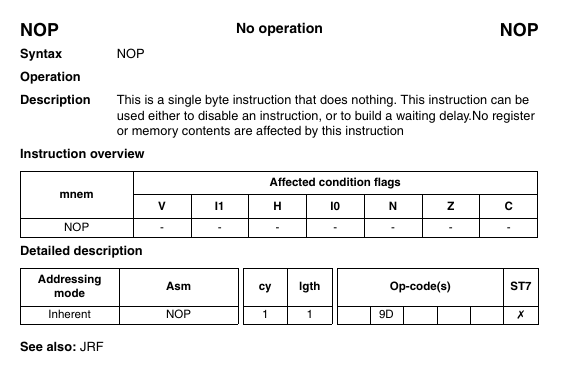 NOP No operation NOP
Syntax NOP
Operation
Description This is a single byte instruction that does nothing. This instruction can be
used either to disable an instruction, or to build a waiting delay.No register
or memory contents are affected by this instruction
Instruction overview
mnem Affected condition flags
V I1 H I0 N Z C
NOP - - - - - - -
Detailed description
Addressing
mode Asm cy lgth Op-code(s) ST7
Inherent NOP 1 1 9D ✗
See also: JRF